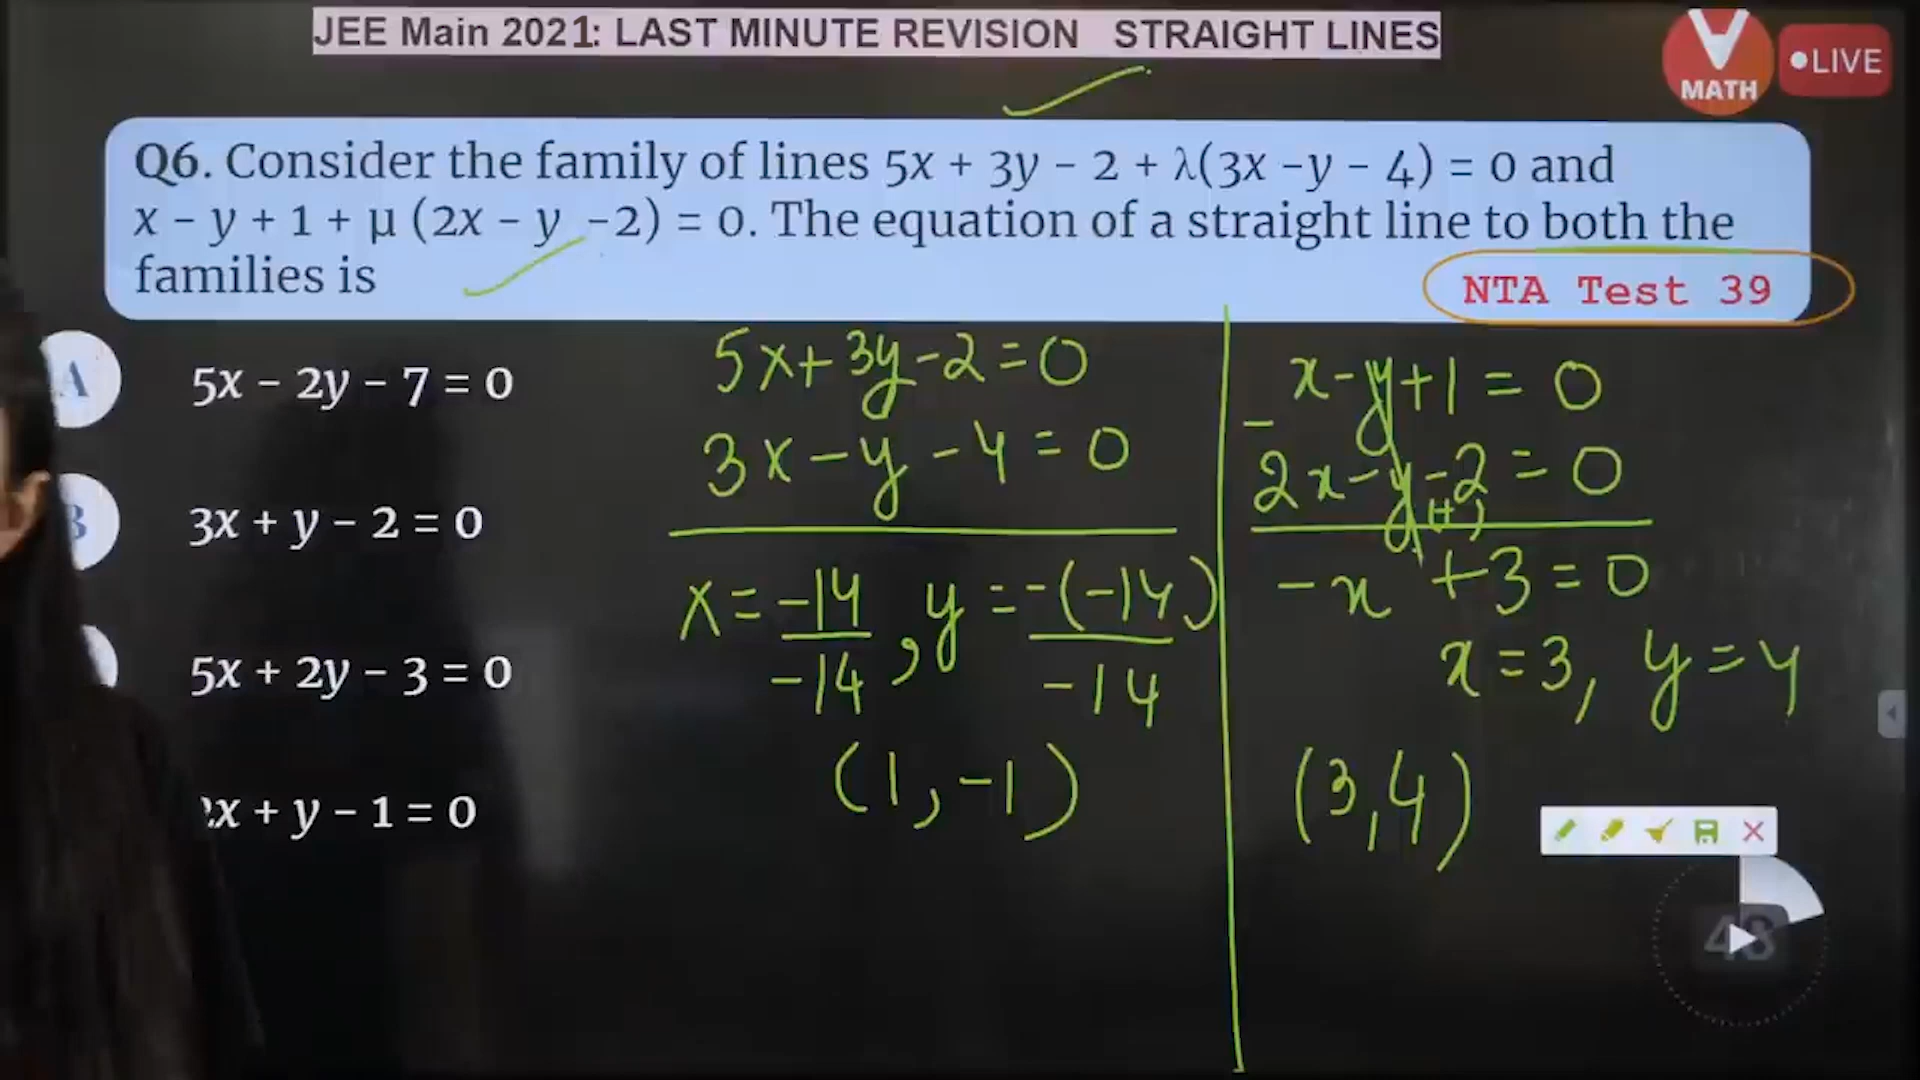 JEE Main 2021: LAST MINUTE REVISION STRAIGHT LINES
MATH
LIVE
Q6. Consider the family of lines 5x + 3y – 2 + λ(3x –y – 4) = 0 and
x – y + 1 + μ (2x – y –2) = 0. The equation of a straight line to both the
families is
NTA Test 39
A
5x – 2y – 7 = 0
B
3x + y – 2 = 0
5x + 2y – 3 = 0
x + y – 1 = 0
5x+3y-2=0
3x-y-4=0
x=-14/-14, y=-(-14)/-14
(1,-1)
x-y+1=0
2x-y-2=0
(+)
-x +3=0
x=3, y=4
(3,4)
48